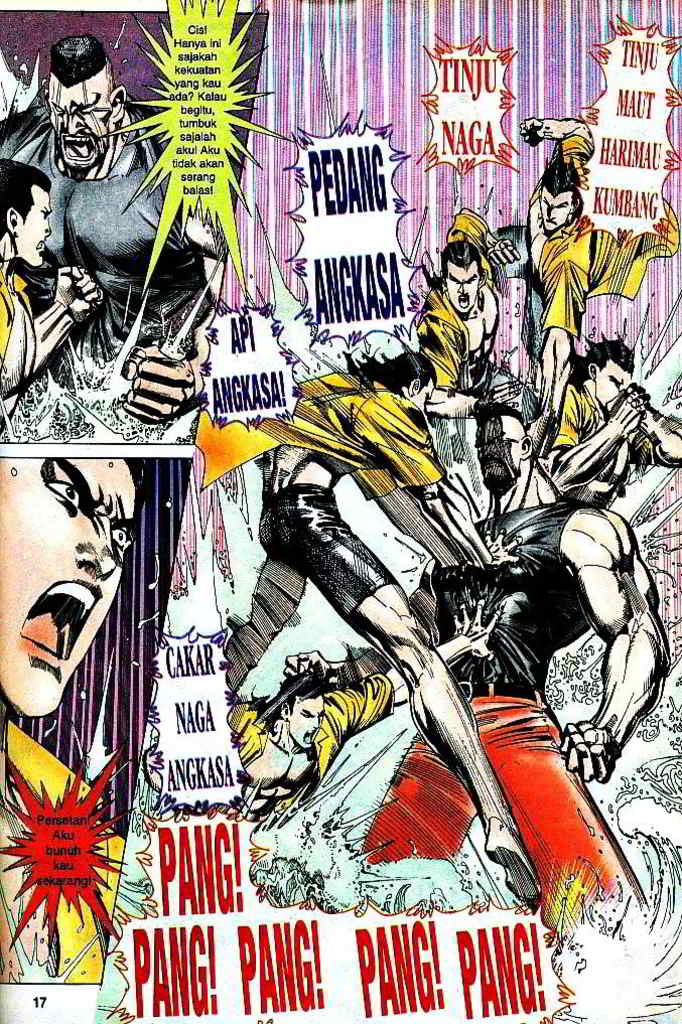 Cis!
Hanya ini
sajakah
kekuatan
yang kau
ada? Kalau
begitu,
tumbuk
sajalah
aku! Aku
tidak akan
serang
balas!
TINJU
NAGA
TINJU
MAUT
HARIMAU
KUMBANG
PEDANG
ANGKASA
API
ANGKASA!
CAKAR
NAGA
ANGKASA
Persetan!
Aku
bunuh
kau
sekarang!
PANG!
PANG! PANG! PANG! PANG!
17